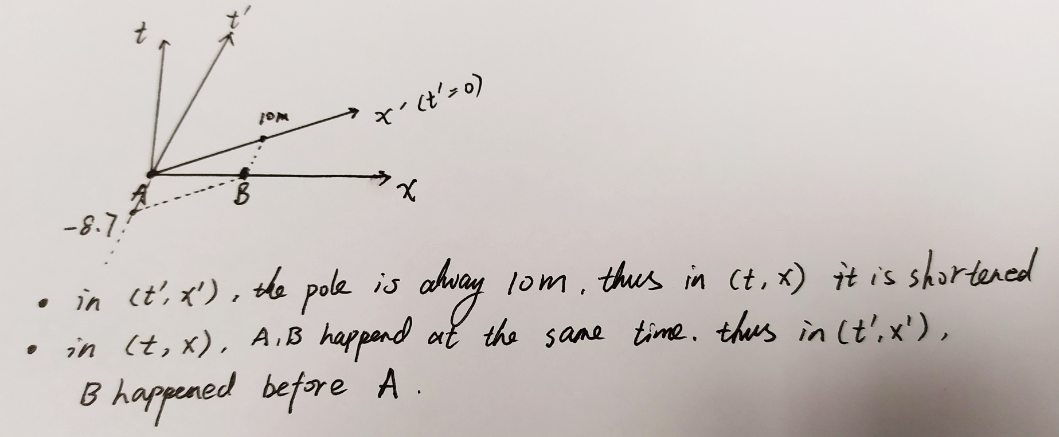 t t'
10m x' (t'=0)
A B x
-8.7
• in (t', x'), the pole is alway 10m, thus in (t, x) it is shortened
• in (t, x), A, B happend at the same time. thus in (t', x'),
B happened before A.